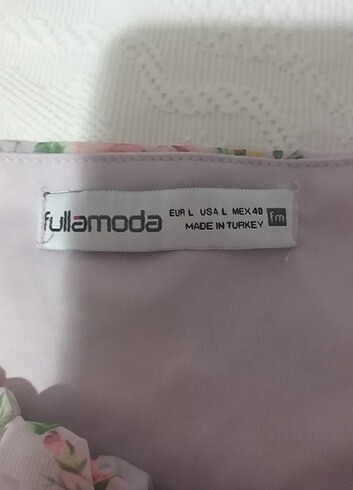 fullamoda
EUR L USA L MEX 40
MADE IN TURKEY
fm